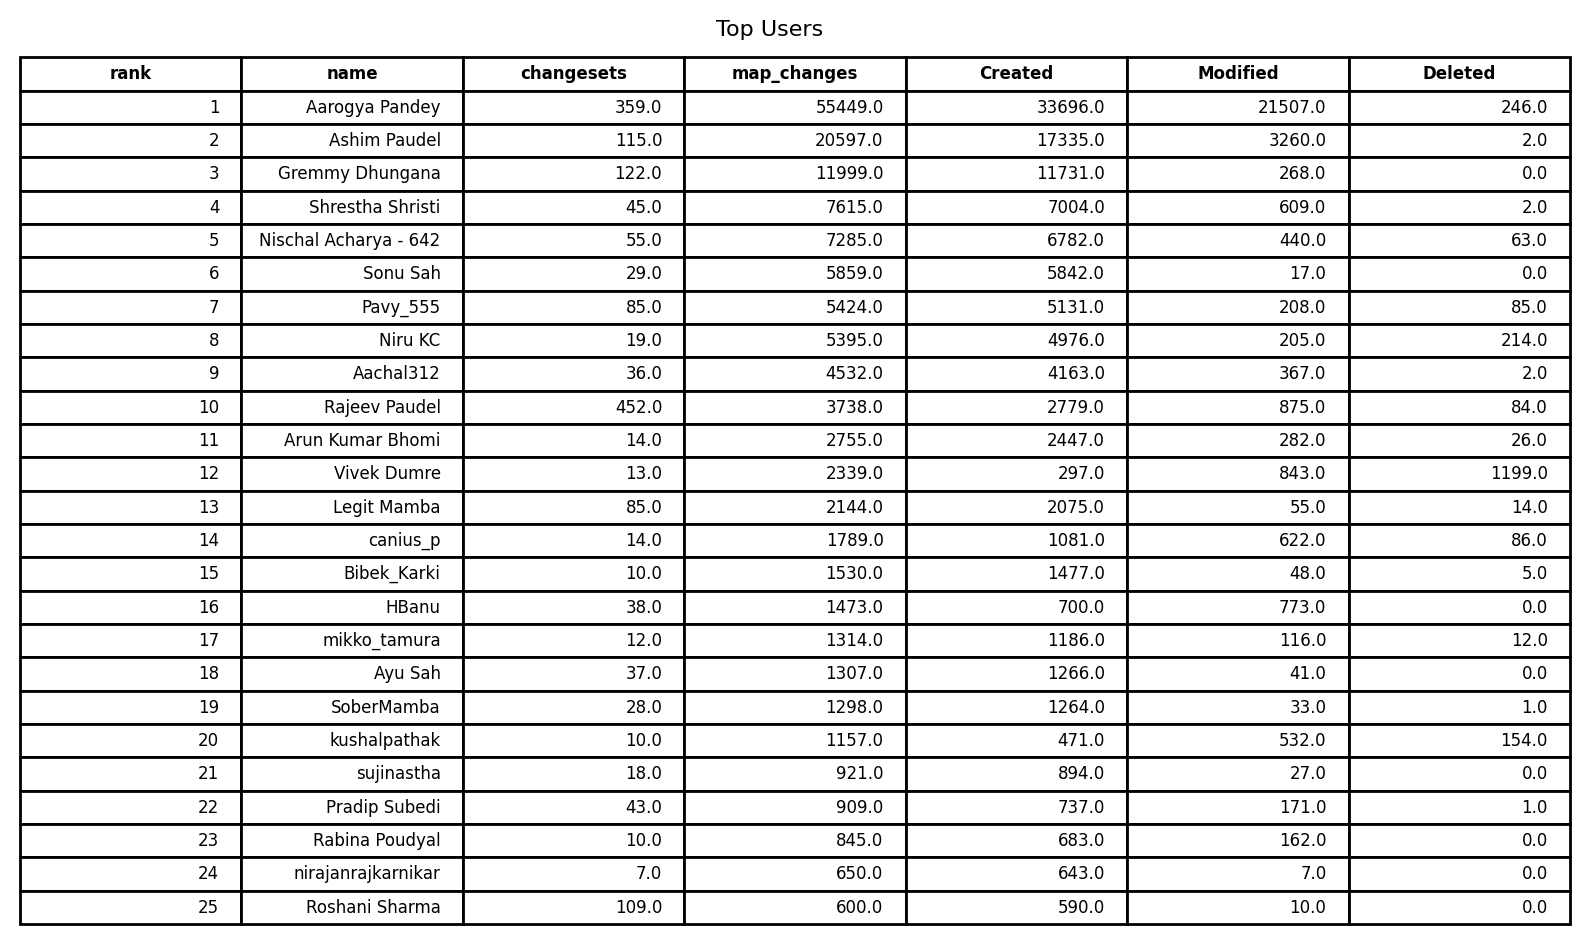 Top Users
rank name changesets map_changes Created Modified Deleted
1 Aarogya Pandey 359.0 55449.0 33696.0 21507.0 246.0
2 Ashim Paudel 115.0 20597.0 17335.0 3260.0 2.0
3 Gremmy Dhungana 122.0 11999.0 11731.0 268.0 0.0
4 Shrestha Shristi 45.0 7615.0 7004.0 609.0 2.0
5 Nischal Acharya - 642 55.0 7285.0 6782.0 440.0 63.0
6 Sonu Sah 29.0 5859.0 5842.0 17.0 0.0
7 Pavy_555 85.0 5424.0 5131.0 208.0 85.0
8 Niru KC 19.0 5395.0 4976.0 205.0 214.0
9 Aachal312 36.0 4532.0 4163.0 367.0 2.0
10 Rajeev Paudel 452.0 3738.0 2779.0 875.0 84.0
11 Arun Kumar Bhomi 14.0 2755.0 2447.0 282.0 26.0
12 Vivek Dumre 13.0 2339.0 297.0 843.0 1199.0
13 Legit Mamba 85.0 2144.0 2075.0 55.0 14.0
14 canius_p 14.0 1789.0 1081.0 622.0 86.0
15 Bibek_Karki 10.0 1530.0 1477.0 48.0 5.0
16 HBanu 38.0 1473.0 700.0 773.0 0.0
17 mikko_tamura 12.0 1314.0 1186.0 116.0 12.0
18 Ayu Sah 37.0 1307.0 1266.0 41.0 0.0
19 SoberMamba 28.0 1298.0 1264.0 33.0 1.0
20 kushalpathak 10.0 1157.0 471.0 532.0 154.0
21 sujinastha 18.0 921.0 894.0 27.0 0.0
22 Pradip Subedi 43.0 909.0 737.0 171.0 1.0
23 Rabina Poudyal 10.0 845.0 683.0 162.0 0.0
24 nirajanrajkarnikar 7.0 650.0 643.0 7.0 0.0
25 Roshani Sharma 109.0 600.0 590.0 10.0 0.0